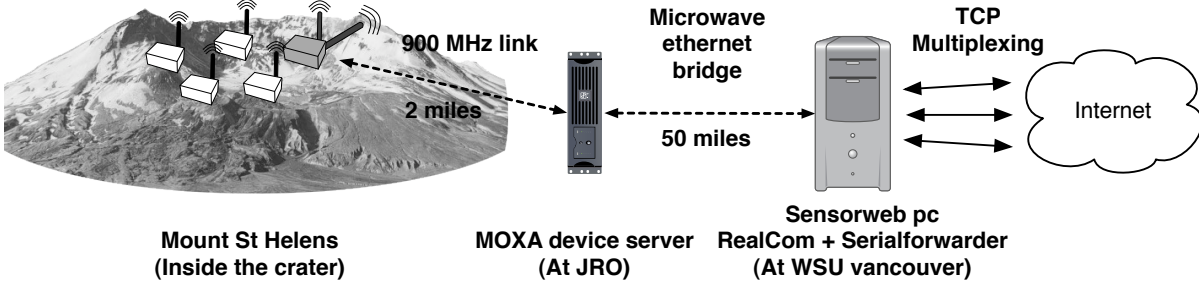 900 MHz link
2 miles
Microwave
ethernet
bridge
50 miles
TCP
Multiplexing
Internet
Mount St Helens
(Inside the crater)
MOXA device server
(At JRO)
Sensorweb pc
RealCom + Serialforwarder
(At WSU vancouver)